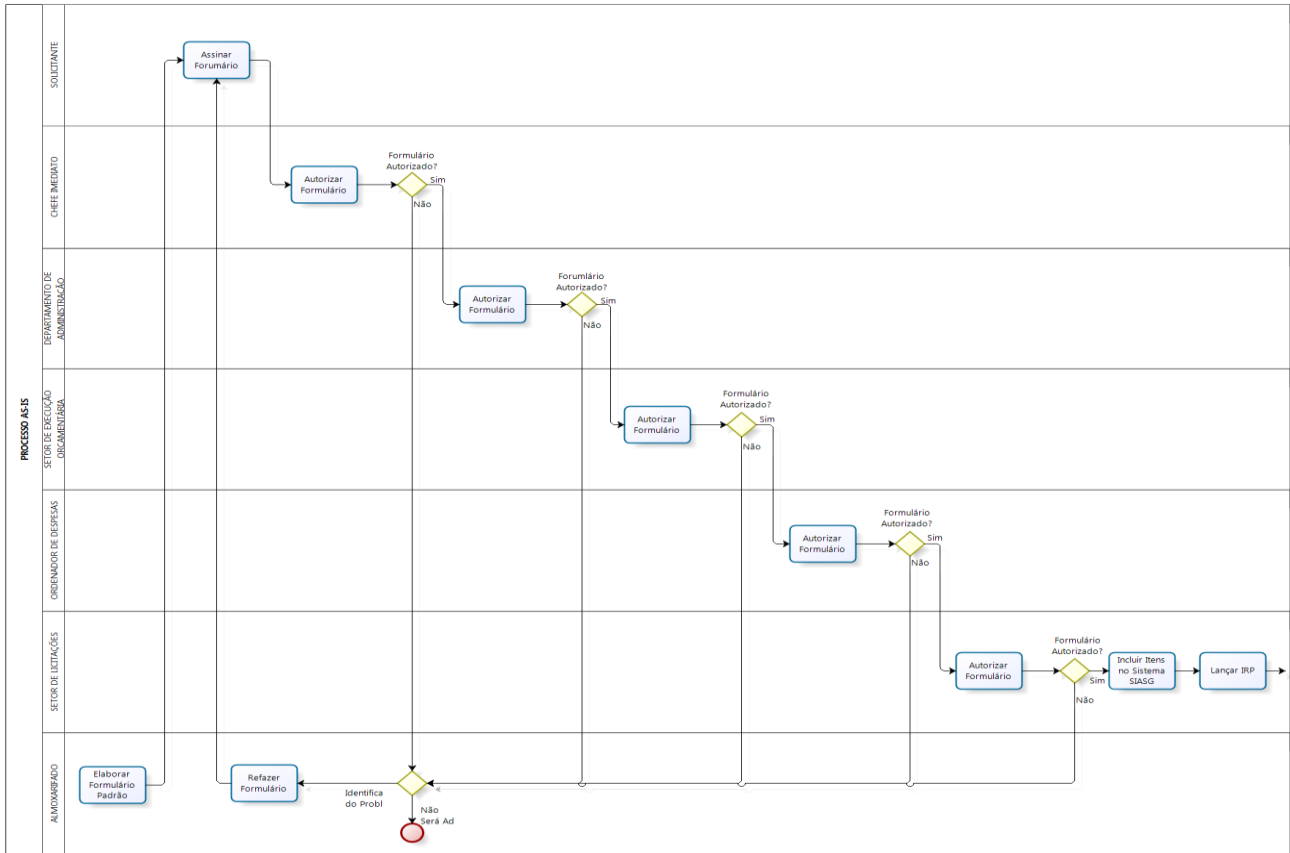 PROCESSO AS-IS
SOLICITANTE
Assinar
Forumário
CHEFE IMEDIATO
Autorizar
Formulário
Formulário
Autorizado?
Sim
Não
DEPARTAMENTO DE
ADMINISTRAÇÃO
Autorizar
Formulário
Forumlário
Autorizado?
Sim
Não
SETOR DE EXECUÇÃO
ORCAMENTÁRIA
Autorizar
Formulário
Formulário
Autorizado?
Sim
Não
ORDENADOR DE DESPESAS
Autorizar
Formulário
Formulário
Autorizado?
Sim
Não
SETOR DE LICITAÇÕES
Autorizar
Formulário
Formulário
Autorizado?
Sim
Não
Incluir Itens
no Sistema
SIASG
Lançar IRP
ALMOXARIFADO
Elaborar
Formulário
Padrão
Refazer
Formulário
Identifica
do Probl
Não
Será Ad